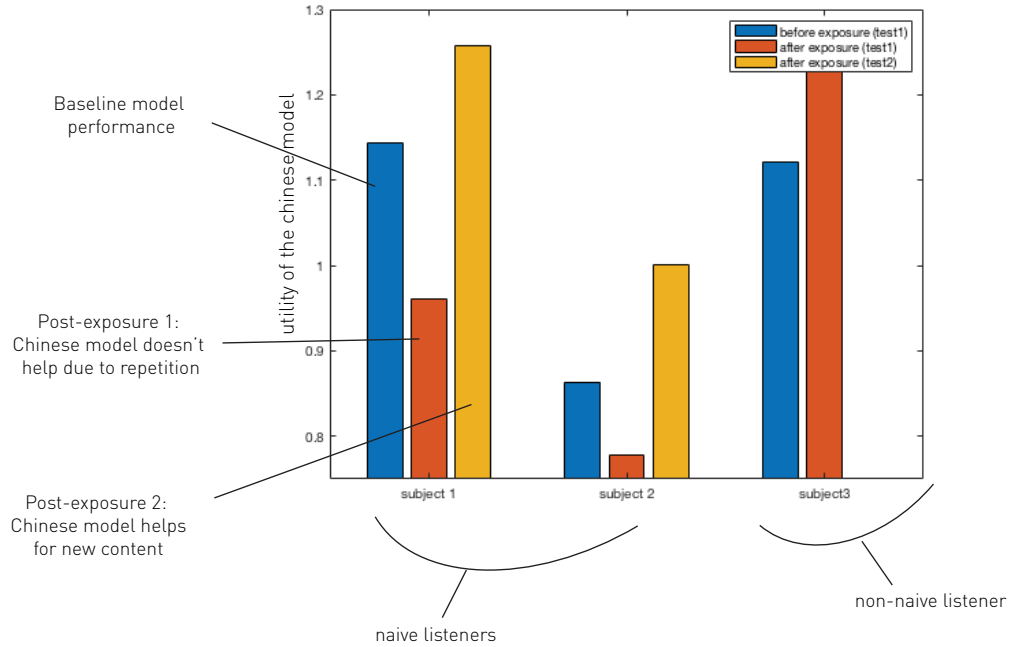 1.3
before exposure (test1)
after exposure (test1)
after exposure (test2)
1.2
Baseline model
performance
utility of the chinese model
1.1
1
Post-exposure 1:
Chinese model doesn't
help due to repetition
0.9
0.8
Post-exposure 2:
Chinese model helps
for new content
subject 1
subject 2
subject3
non-naive listener
naive listeners